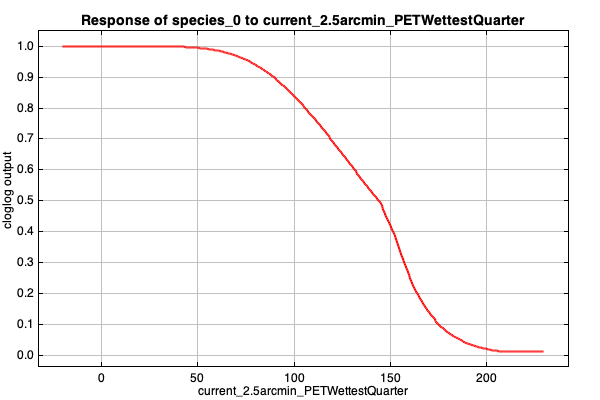 Response of species_0 to current_2.5arcmin_PETWettestQuarter
1.0
0.9
0.8
0.7
0.6
0.5
0.4
0.3
0.2
0.1
0.0
cloglog output
0 50 100 150 200
current_2.5arcmin_PETWettestQuarter